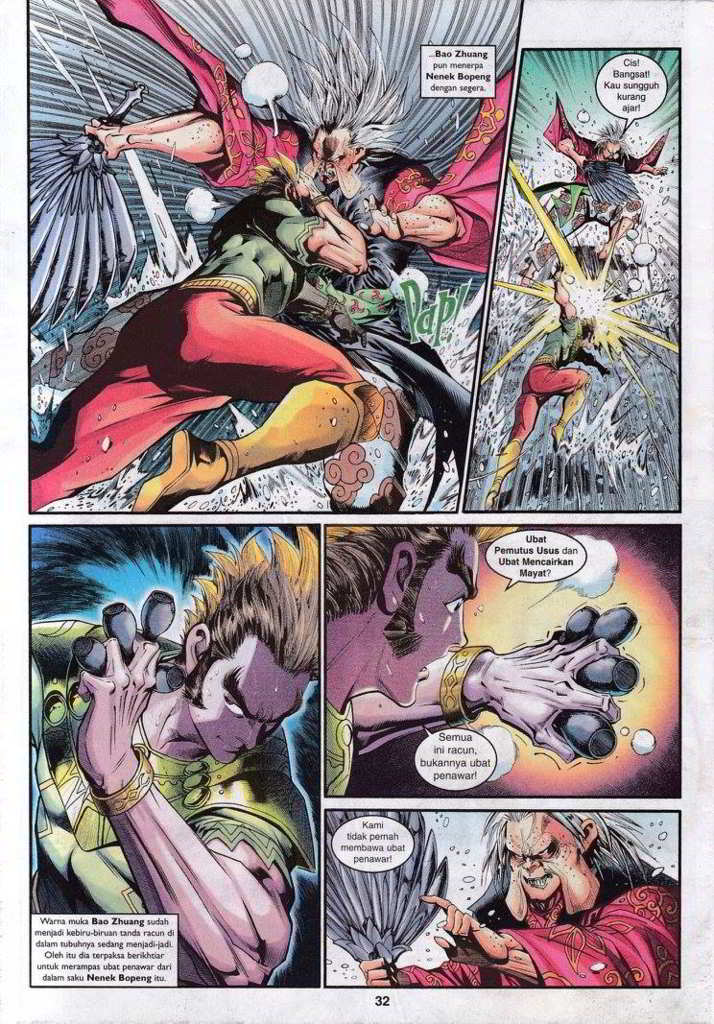 ...Bao Zhuang
pun menerpa
Nenek Bopeng
dengan segera.
Cis!
Bangsat!
Kau sungguh
kurang
ajar!
Pap!
Ubat
Pemutus Usus dan
Ubat Mencairkan
Mayat?
Semua
ini racun,
bukannya ubat
penawar!
Warna muka Bao Zhuang sudah
menjadi kebiru-biruan tanda racun di
dalam tubuhnya sedang menjadi-jadi.
Oleh itu dia terpaksa berikhtiar
untuk merampas ubat penawar dari
dalam saku Nenek Bopeng itu.
Kami
tidak pernah
membawa ubat
penawar!
32